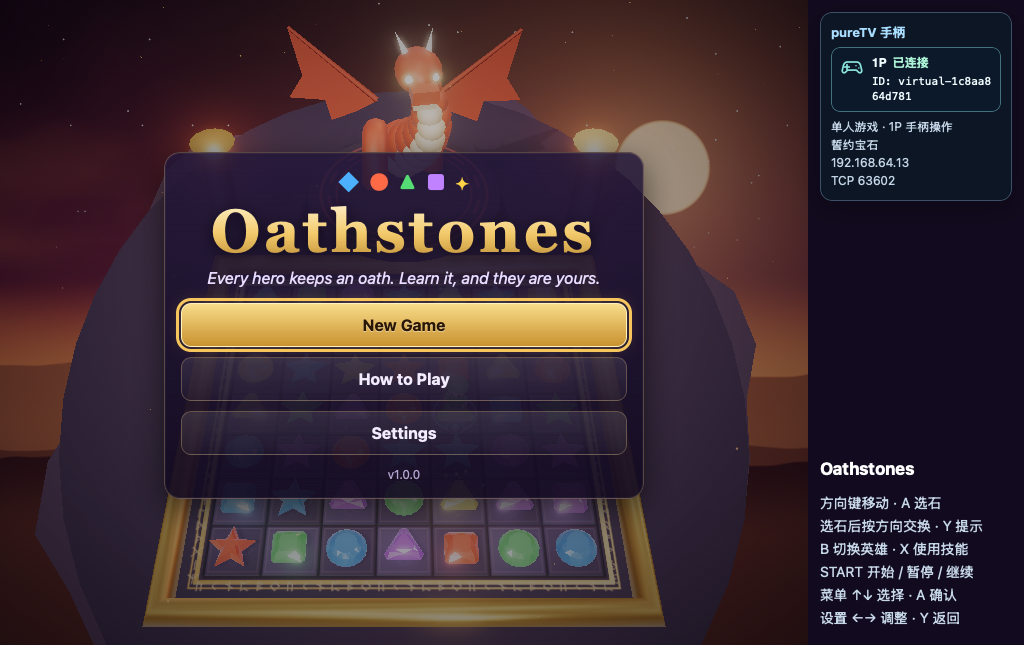 Oathstones
Every hero keeps an oath. Learn it, and they are yours.
New Game
How to Play
Settings
v1.0.0
pureTV 手柄
1P 已连接
ID: virtual-1c8aa8
64d781
单人游戏 · 1P 手柄操作
誓约宝石
192.168.64.13
TCP 63602
Oathstones
方向键移动 · A 选石
选石后按方向交换 · Y 提示
B 切换英雄 · X 使用技能
START 开始 / 暂停 / 继续
菜单 ↑↓ 选择 · A 确认
设置 ←→ 调整 · Y 返回